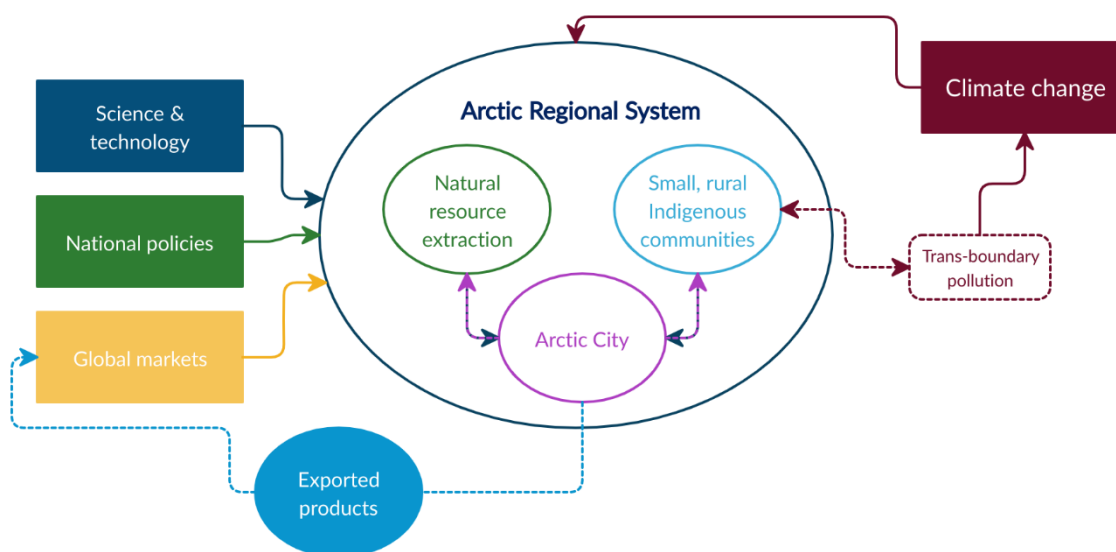 Science &
technology
National policies
Global markets
Exported
products
Arctic Regional System
Natural
resource
extraction
Small, rural
Indigenous
communities
Arctic City
Climate change
Trans-boundary
pollution